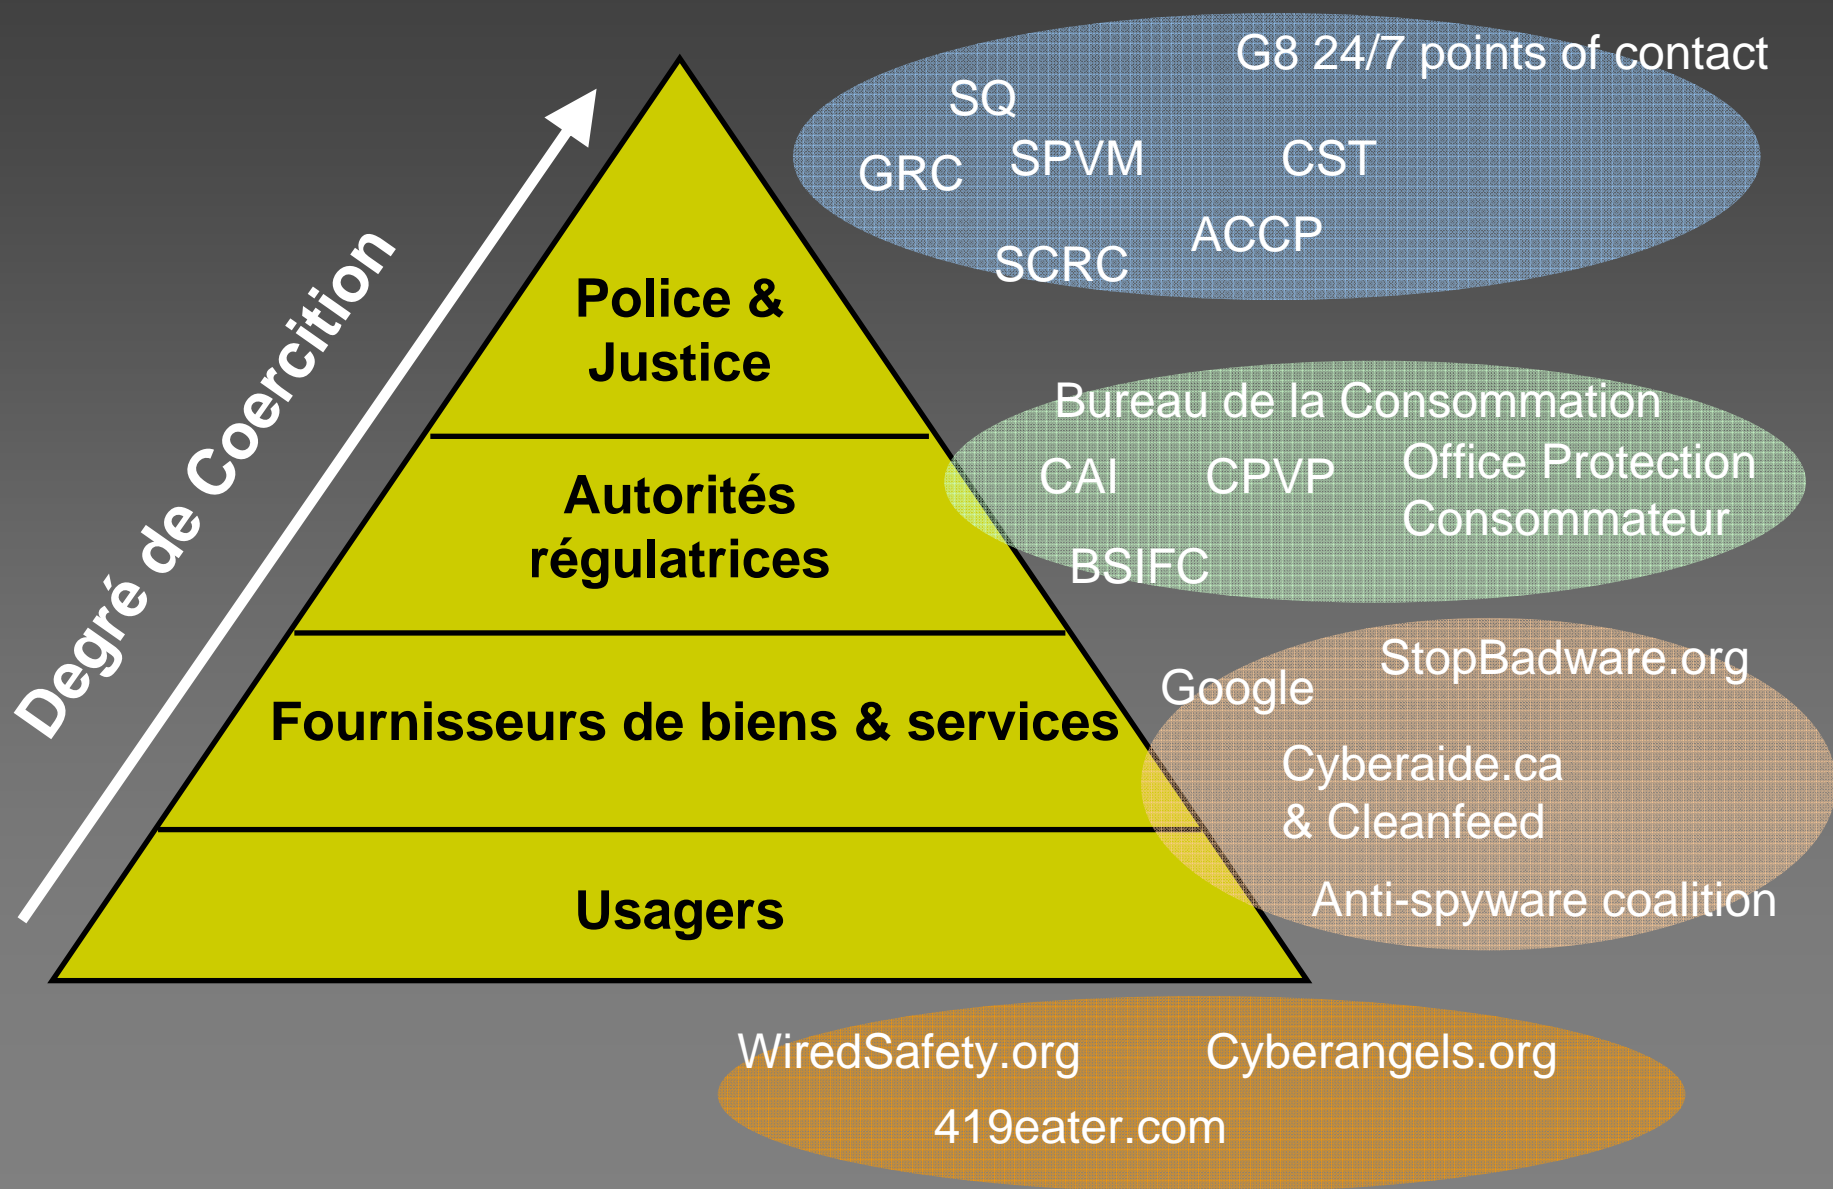 Degré de Coercition
Police &
Justice
Autorités
régulatrices
Fournisseurs de biens & services
Usagers
G8 24/7 points of contact
SQ
GRC SPVM CST
ACCP
SCRC
Bureau de la Consommation
CAI CPVP
Office Protection
Consommateur
BSIFC
StopBadware.org
Google
Cyberaide.ca
& Cleanfeed
Anti-spyware coalition
WiredSafety.org Cyberangels.org
419eater.com